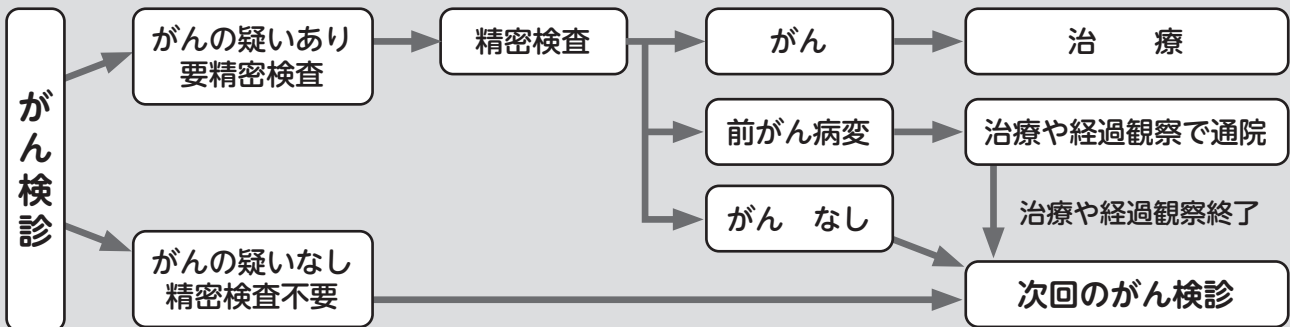 がん検診
がんの疑いあり
要精密検査
精密検査
がん
治　療
前がん病変
治療や経過観察で通院
がん　なし
治療や経過観察終了
がんの疑いなし
精密検査不要
次回のがん検診